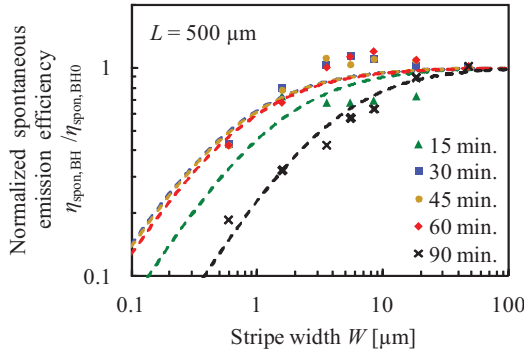 L = 500 µm
Normalized spontaneous
emission efficiency
ηspon,BH /ηspon,BH0
1
0.1
15 min.
30 min.
45 min.
60 min.
90 min.
0.1 1 10 100
Stripe width W [µm]